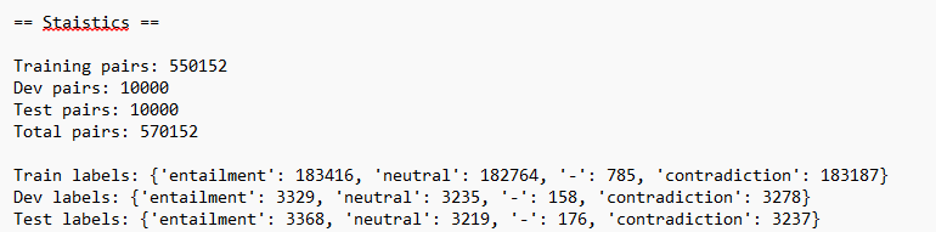 == Staistics ==
Training pairs: 550152
Dev pairs: 10000
Test pairs: 10000
Total pairs: 570152
Train labels: {'entailment': 183416, 'neutral': 182764, '-': 785, 'contradiction': 183187}
Dev labels: {'entailment': 3329, 'neutral': 3235, '-': 158, 'contradiction': 3278}
Test labels: {'entailment': 3368, 'neutral': 3219, '-': 176, 'contradiction': 3237}